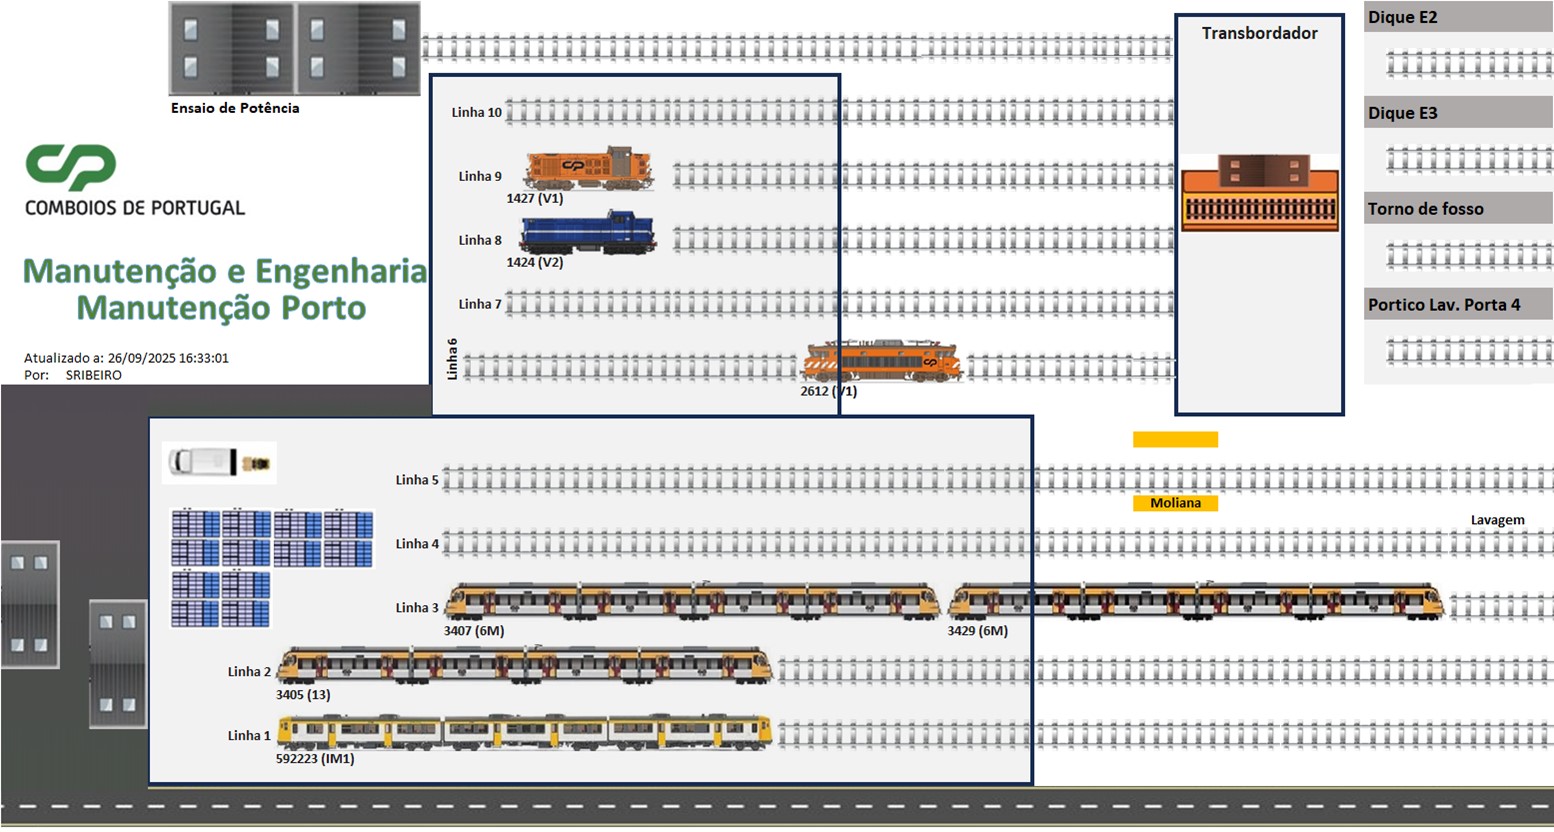 Ensaio de Potência
Transbordador
Dique E2
Dique E3
Torno de fosso
Portico Lav. Porta 4
CP
COMBOIOS DE PORTUGAL
Manutenção e Engenharia
Manutenção Porto
Atualizado a: 26/09/2025 16:33:01
Por: SRIBEIRO
Linha 10
Linha 9
1427 (V1)
Linha 8
1424 (V2)
Linha 7
Linha 6
2612 (V1)
Linha 5
Moliana
Lavagem
Linha 4
Linha 3
3407 (6M)
3429 (6M)
Linha 2
3405 (13)
Linha 1
592223 (IM1)